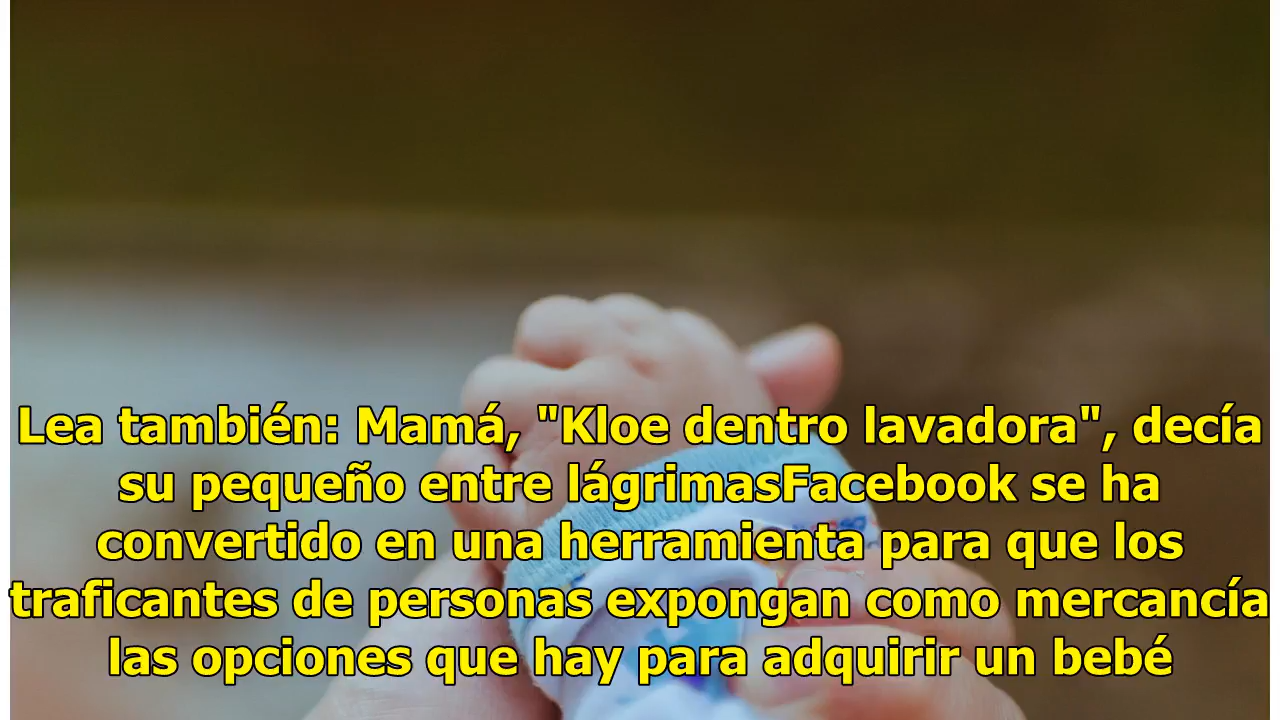 Lea también: Mamá, "Kloe dentro lavadora", decía
su pequeño entre lágrimasFacebook se ha
convertido en una herramienta para que los
traficantes de personas expongan como mercancía
las opciones que hay para adquirir un bebé